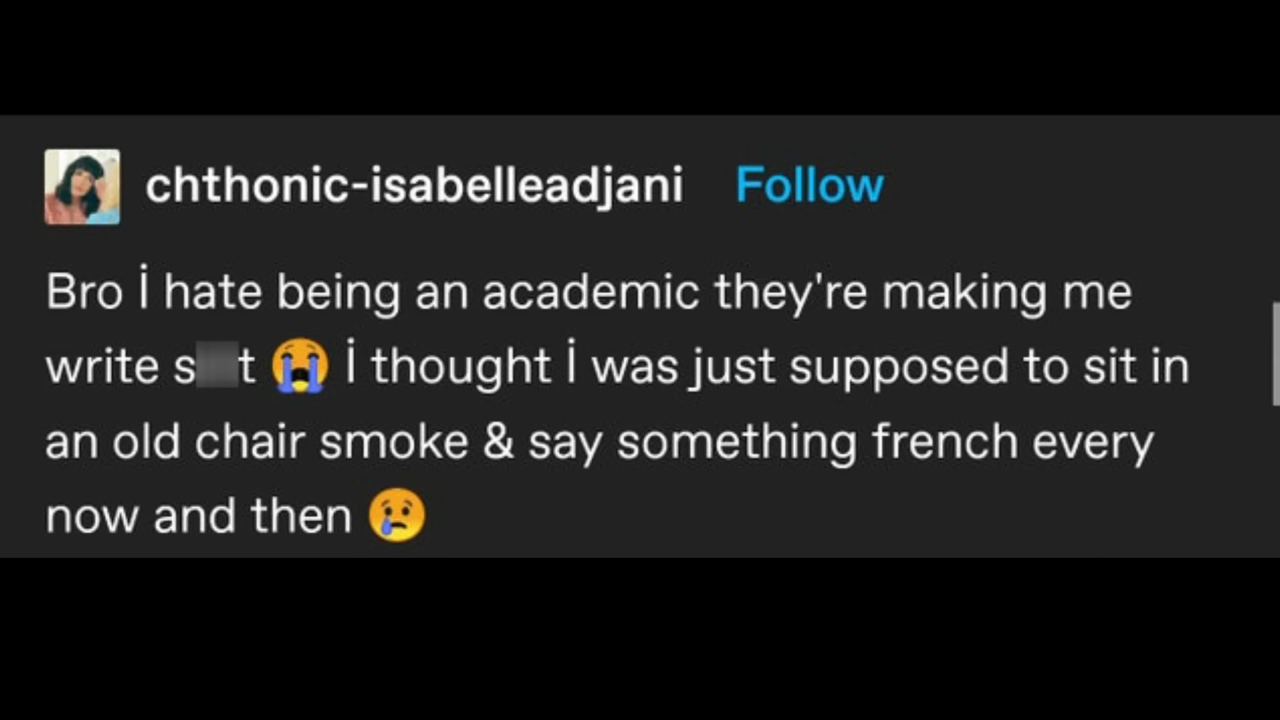 chthonic-isabelleadjani Follow
Bro İ hate being an academic they're making me
write s t 😭 İ thought İ was just supposed to sit in
an old chair smoke & say something french every
now and then 😢